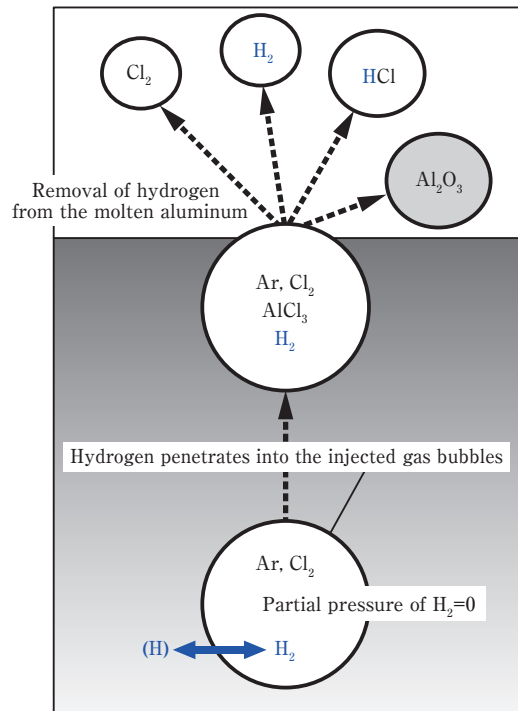 Cl₂
H₂
HCl
Al₂O₃
Removal of hydrogen
from the molten aluminum
Ar, Cl₂
AlCl₃
H₂
Hydrogen penetrates into the injected gas bubbles
Ar, Cl₂
Partial pressure of H₂=0
(H)
H₂